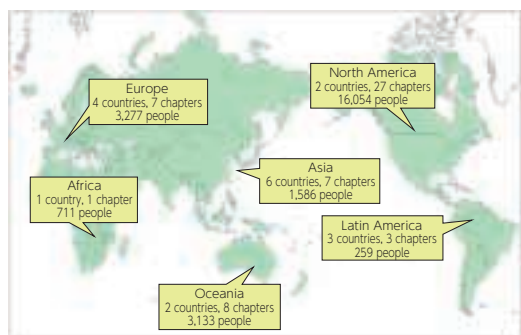 Europe
4 countries, 7 chapters
3,277 people
North America
2 countries, 27 chapters
16,054 people
Asia
6 countries, 7 chapters
1,586 people
Africa
1 country, 1 chapter
711 people
Latin America
3 countries, 3 chapters
259 people
Oceania
2 countries, 8 chapters
3,133 people